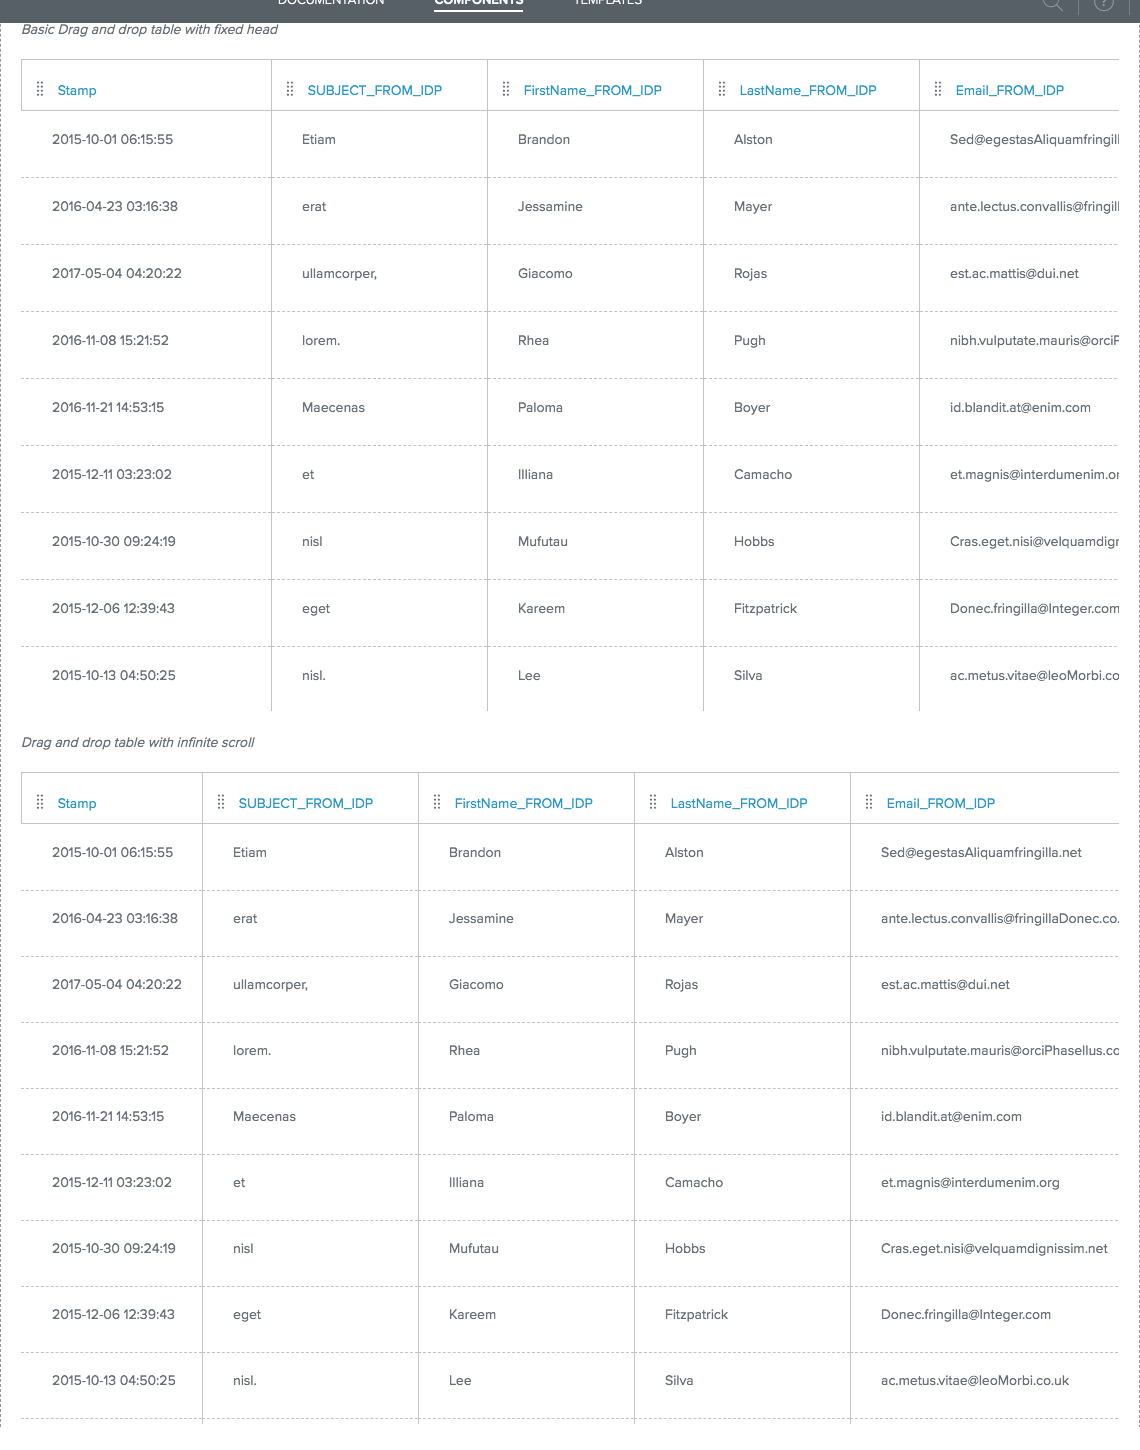 DOCUMENTATION COMPONENTS TEMPLATES
Basic Drag and drop table with fixed head
Stamp SUBJECT_FROM_IDP FirstName_FROM_IDP LastName_FROM_IDP Email_FROM_IDP
2015-10-01 06:15:55 Etiam Brandon Alston Sed@egestasAliquamfringill
2016-04-23 03:16:38 erat Jessamine Mayer ante.lectus.convallis@fringill
2017-05-04 04:20:22 ullamcorper, Giacomo Rojas est.ac.mattis@dui.net
2016-11-08 15:21:52 lorem. Rhea Pugh nibh.vulputate.mauris@orciP
2016-11-21 14:53:15 Maecenas Paloma Boyer id.blandit.at@enim.com
2015-12-11 03:23:02 et Illiana Camacho et.magnis@interdumenim.or
2015-10-30 09:24:19 nisl Mufutau Hobbs Cras.eget.nisi@velquamdigr
2015-12-06 12:39:43 eget Kareem Fitzpatrick Donec.fringilla@Integer.com
2015-10-13 04:50:25 nisl. Lee Silva ac.metus.vitae@leoMorbi.co
Drag and drop table with infinite scroll
Stamp SUBJECT_FROM_IDP FirstName_FROM_IDP LastName_FROM_IDP Email_FROM_IDP
2015-10-01 06:15:55 Etiam Brandon Alston Sed@egestasAliquamfringilla.net
2016-04-23 03:16:38 erat Jessamine Mayer ante.lectus.convallis@fringillaDonec.co.
2017-05-04 04:20:22 ullamcorper, Giacomo Rojas est.ac.mattis@dui.net
2016-11-08 15:21:52 lorem. Rhea Pugh nibh.vulputate.mauris@orciPhasellus.cc
2016-11-21 14:53:15 Maecenas Paloma Boyer id.blandit.at@enim.com
2015-12-11 03:23:02 et Illiana Camacho et.magnis@interdumenim.org
2015-10-30 09:24:19 nisl Mufutau Hobbs Cras.eget.nisi@velquamdignissim.net
2015-12-06 12:39:43 eget Kareem Fitzpatrick Donec.fringilla@Integer.com
2015-10-13 04:50:25 nisl. Lee Silva ac.metus.vitae@leoMorbi.co.uk